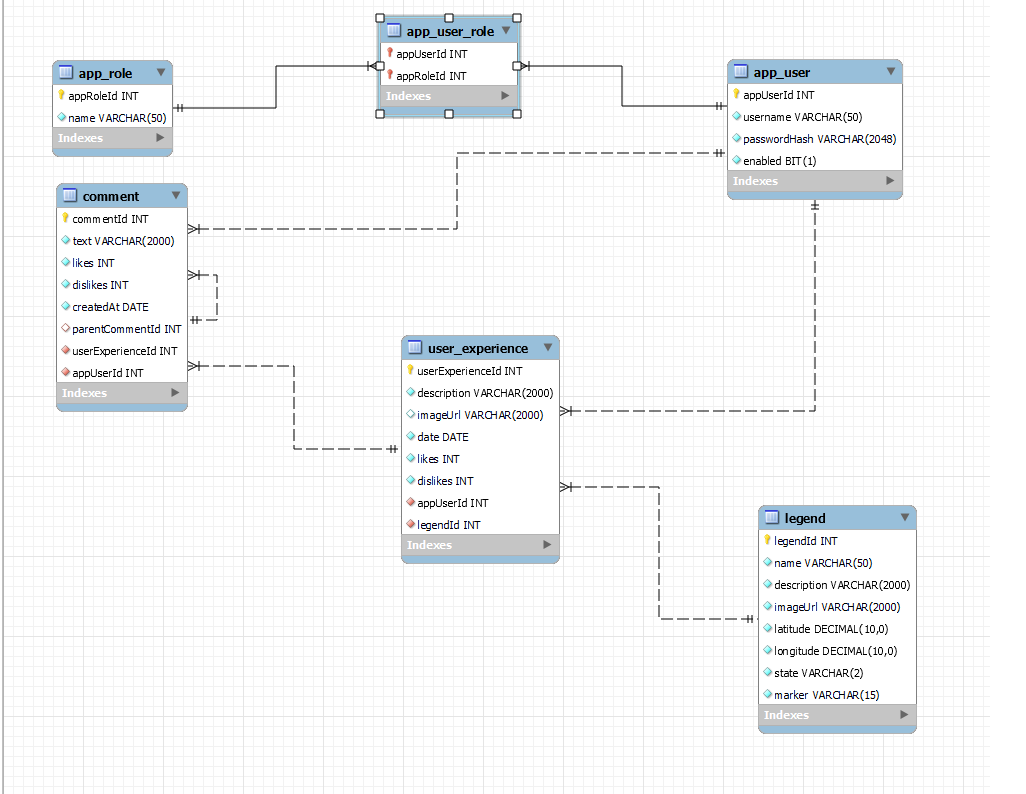 app_user_role
appUserId INT
appRoleId INT
Indexes
app_role
appRoleId INT
name VARCHAR(50)
Indexes
app_user
appUserId INT
username VARCHAR(50)
passwordHash VARCHAR(2048)
enabled BIT(1)
Indexes
comment
commentId INT
text VARCHAR(2000)
likes INT
dislikes INT
createdAt DATE
parentCommentId INT
userExperienceId INT
appUserId INT
Indexes
user_experience
userExperienceId INT
description VARCHAR(2000)
imageUrl VARCHAR(2000)
date DATE
likes INT
dislikes INT
appUserId INT
legendId INT
Indexes
legend
legendId INT
name VARCHAR(50)
description VARCHAR(2000)
imageUrl VARCHAR(2000)
latitude DECIMAL(10,0)
longitude DECIMAL(10,0)
state VARCHAR(2)
marker VARCHAR(15)
Indexes